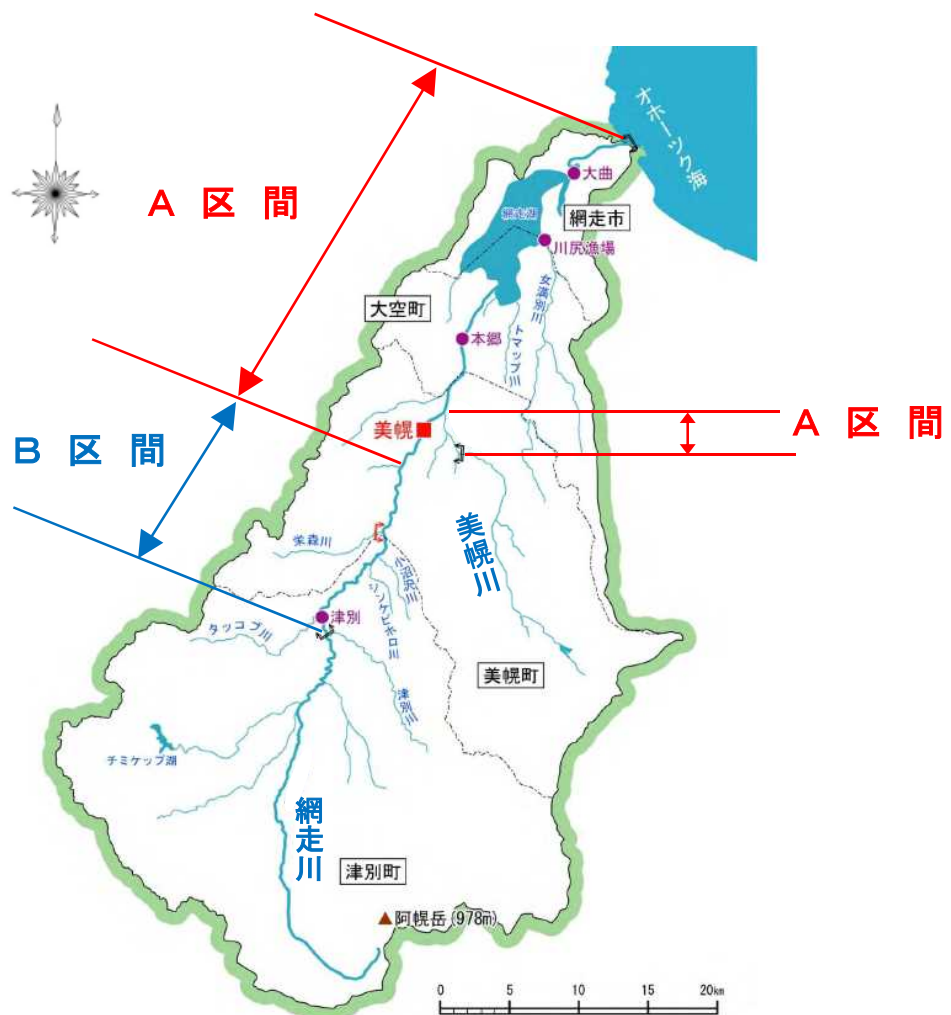 オホーツク海
大曲
A 区 間
網走湖
網走市
川尻漁場
大空町
女満別川
トマップ川
本郷
美幌
A 区 間
B 区 間
美幌川
栄森川
小沼沢川
シンケピホロ川
津別
タッコブ川
美幌町
津別川
チミケップ湖
網走川
津別町
阿幌岳(978m)
0 5 10 15 20km